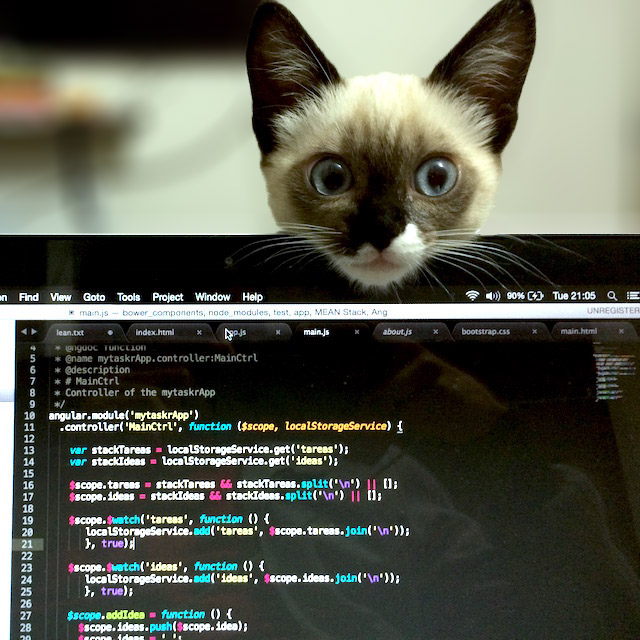 Find View Goto Tools Project Window Help 90% Tue 21:05
main.js — bower_components, node_modules, test, app, MEAN Stack, Ang UNREGISTER
lean.txt index.html main.js about.js bootstrap.css main.html
4 * @ngdoc function
5 * @name mytaskrApp.controller:MainCtrl
6 * @description
7 * # MainCtrl
8 * Controller of the mytaskrApp
9 */
10 angular.module('mytaskrApp')
11 .controller('MainCtrl', function ($scope, localStorageService) {
12
13 var stackTareas = localStorageService.get('tareas');
14 var stackIdeas = localStorageService.get('ideas');
15
16 $scope.tareas = stackTareas && stackTareas.split('\n') || [];
17 $scope.ideas = stackIdeas && stackIdeas.split('\n') || [];
18
19 $scope.$watch('tareas', function () {
20 localStorageService.add('tareas', $scope.tareas.join('\n'));
21 }, true);
22
23 $scope.$watch('ideas', function () {
24 localStorageService.add('ideas', $scope.ideas.join('\n'));
25 }, true);
26
27 $scope.addIdea = function () {
28 $scope.ideas.push($scope.idea);
29 $scope.ideas = '